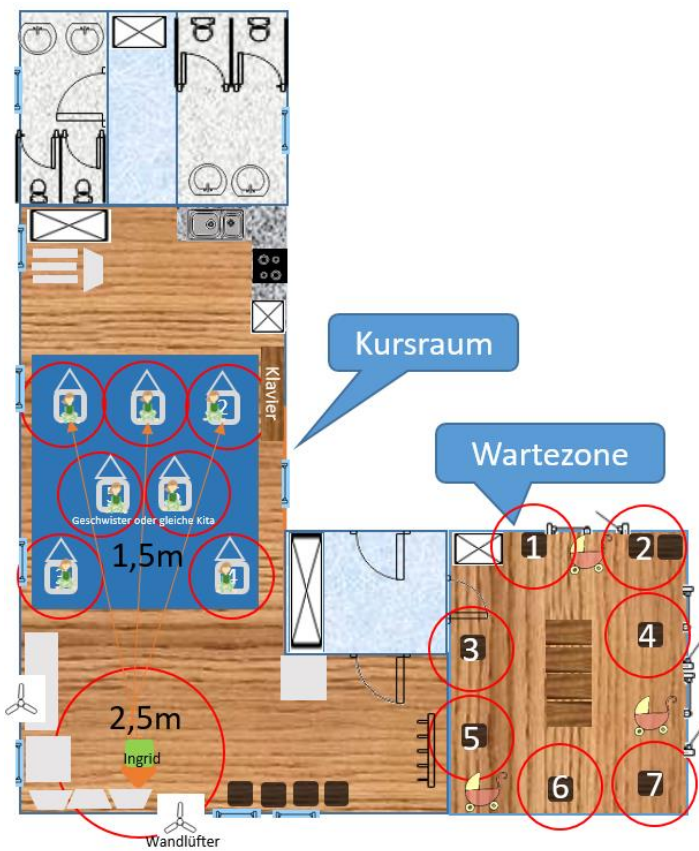 Kursraum
Klavier
2
Wartezone
Geschwister oder gleiche Kita
1,5m
1
2
3
4
5
6
7
2,5m
Ingrid
Wandlüfter